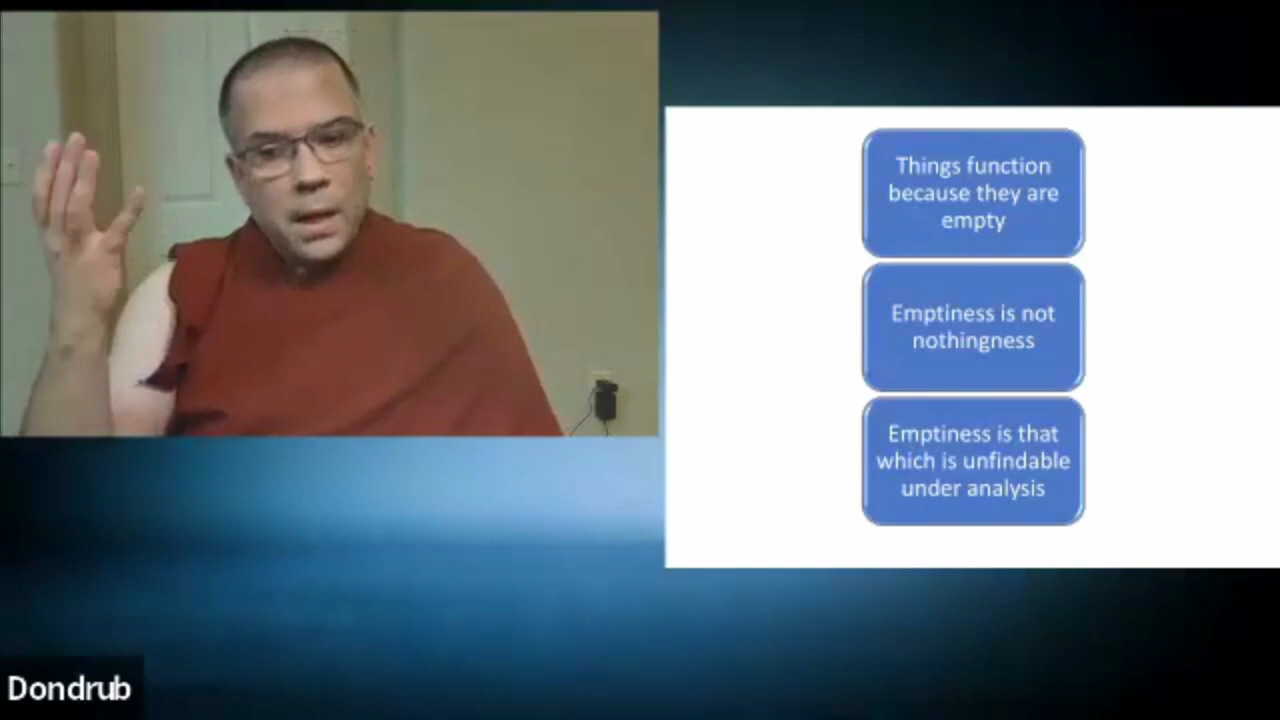 Things function
because they are
empty
Emptiness is not
nothingness
Emptiness is that
which is unfindable
under analysis
Dondrub